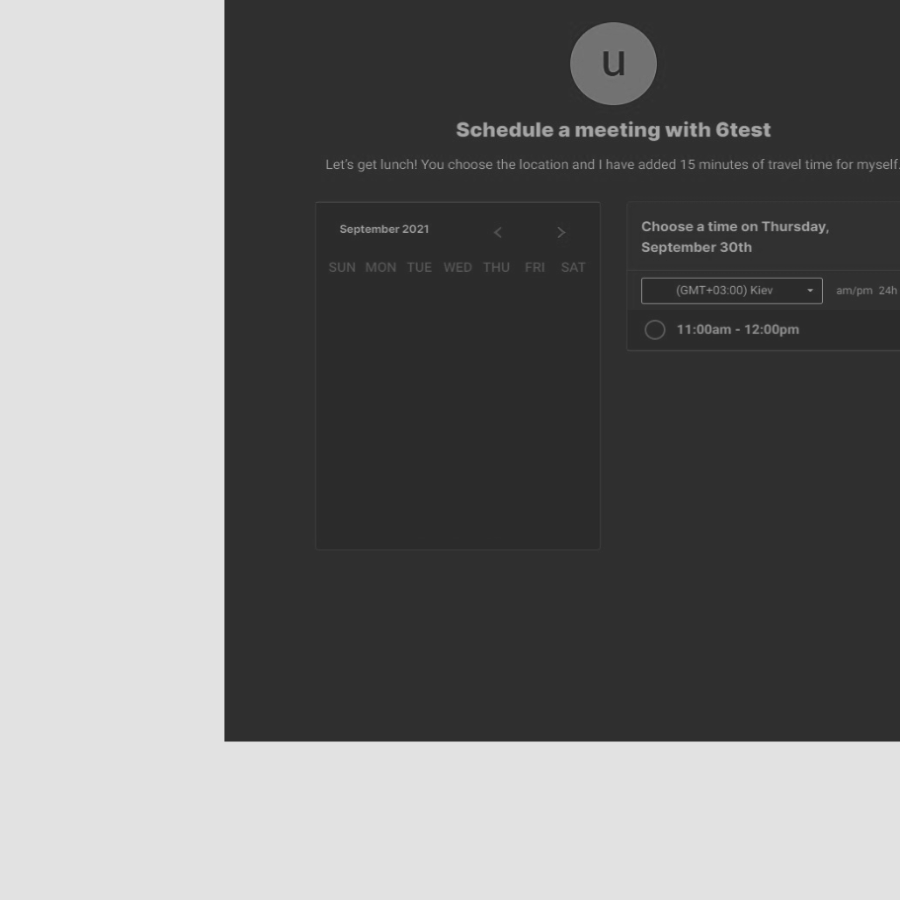 u
Schedule a meeting with 6test
Let's get lunch! You choose the location and I have added 15 minutes of travel time for myself.
September 2021
SUN MON TUE WED THU FRI SAT
Choose a time on Thursday,
September 30th
(GMT+03:00) Kiev
am/pm 24h
11:00am - 12:00pm